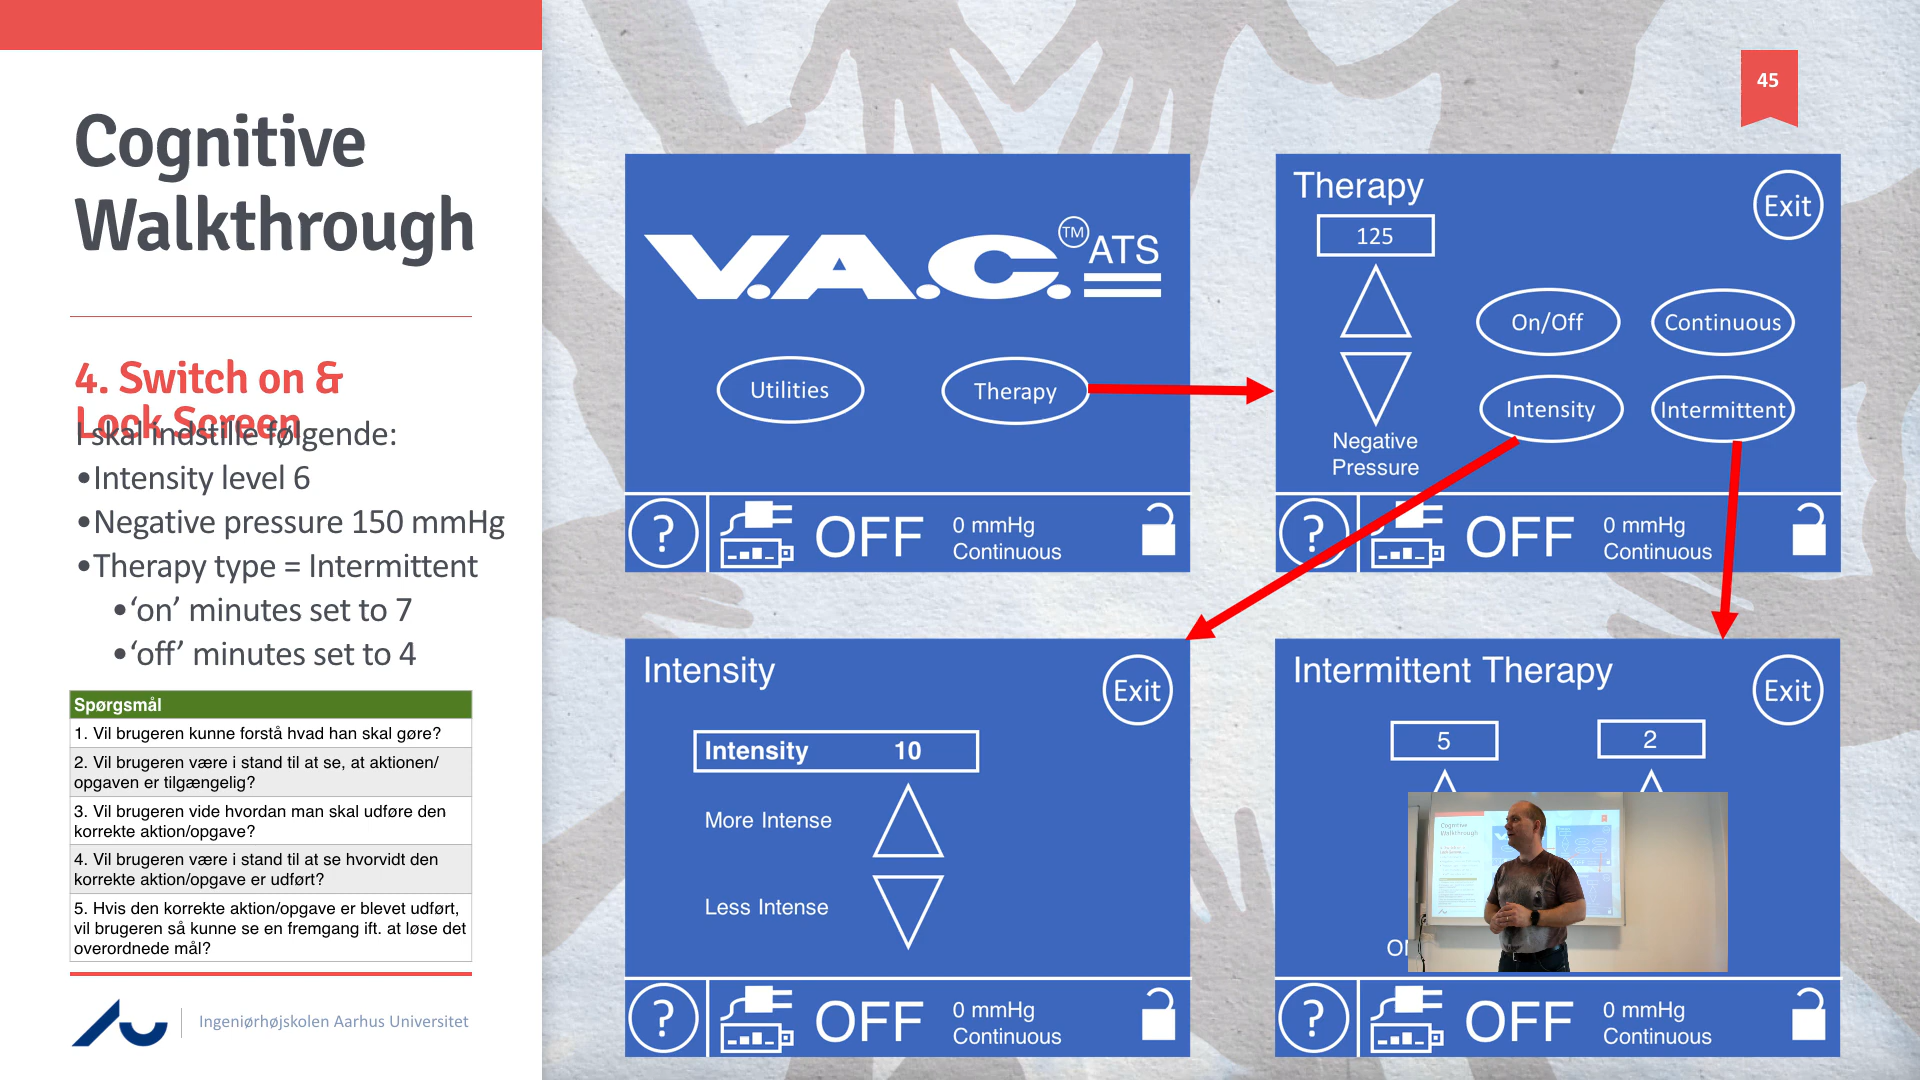 Cognitive
Walkthrough
4. Switch on &
Lock Screen
I skal indstille følgende:
•Intensity level 6
•Negative pressure 150 mmHg
•Therapy type = Intermittent
•‘on’ minutes set to 7
•‘off’ minutes set to 4
Spørgsmål
1. Vil brugeren kunne forstå hvad han skal gøre?
2. Vil brugeren være i stand til at se, at aktionen/
opgaven er tilgængelig?
3. Vil brugeren vide hvordan man skal udføre den
korrekte aktion/opgave?
4. Vil brugeren være i stand til at se hvorvidt den
korrekte aktion/opgave er udført?
5. Hvis den korrekte aktion/opgave er blevet udført,
vil brugeren så kunne se en fremgang ift. at løse det
overordnede mål?
Ingeniørhøjskolen Aarhus Universitet
45
V.A.C. TM ATS
Utilities
Therapy
?
OFF
0 mmHg
Continuous
Therapy
Exit
125
On/Off
Continuous
Intensity
Intermittent
Negative
Pressure
?
OFF
0 mmHg
Continuous
Intensity
Exit
Intensity 10
More Intense
Less Intense
?
OFF
0 mmHg
Continuous
Intermittent Therapy
Exit
5
2
Cognitive
Walkthrough
?
OFF
0 mmHg
Continuous